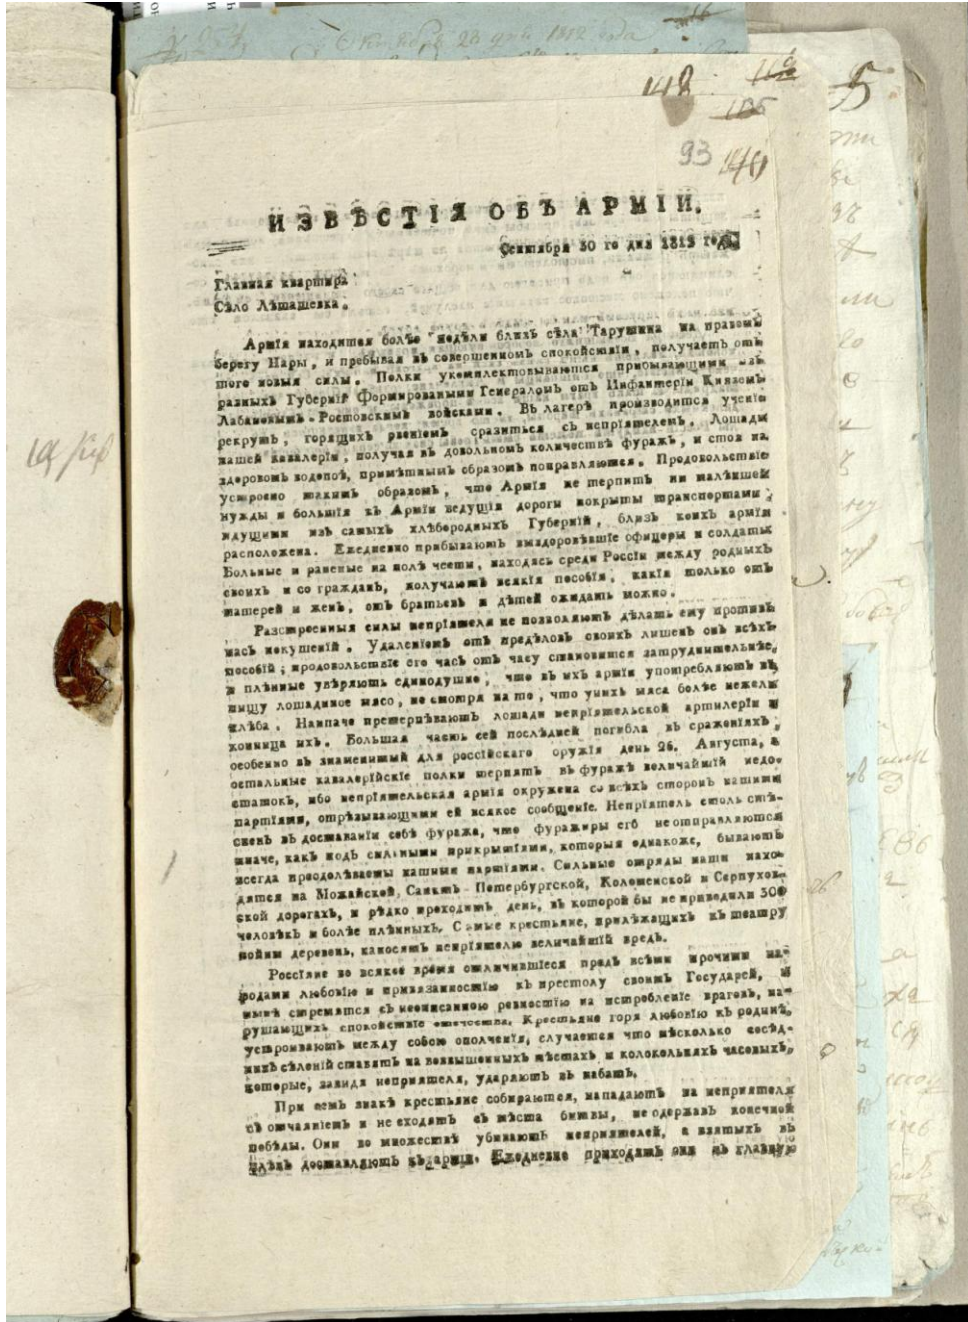 148
93
ИЗВѢСТІЯ ОБЪ АРМІИ.
Сентября 30 го дня 1812 года
Главная квартира
Село Лѣташевка.
Армія находится болѣе недѣли близъ сѣла Тарутина на правомъ
берегу Нары, и пребывая въ совершенномъ спокойствіи, получаетъ отъ
того новыя силы. Полки укомплектовываются прибывающими изъ
разныхъ Губерній формированными Генераломъ отъ Инфантеріи Княземъ
Лабановымъ-Ростовскимъ войсками. Въ лагерѣ производится ученіе
рекрутъ, горящихъ рвеніемъ сразиться съ непріятелемъ. Лошади
нашей кавалеріи, получая въ довольномъ количествѣ фуражъ, и стоя на
здоровомъ водопоѣ, примѣтнымъ образомъ поправляются. Продовольствіе
устроено такимъ образомъ, что Армія не терпитъ ни малѣйшей
нужды и большія къ Арміи ведущія дороги покрыты транспортами,
идущими изъ самыхъ хлѣбородныхъ Губерній, близъ коихъ армія
расположена. Ежедневно прибываютъ выздоровѣвшіе офицеры и солдаты
Больные и раненые на полѣ чести, находясь среди Россіи между родныхъ
своихъ и со гражданъ, получаютъ всякія пособія, какія только отъ
матерей и женъ, отъ братьевъ и дѣтей ожидать можно.
Разстроенныя силы непріятеля не позволяютъ дѣлать ему противъ
насъ покушеній. Удаленіемъ отъ предѣловъ своихъ лишенъ онъ всѣхъ
пособій; продовольствіе его часъ отъ часу становится затруднительнѣе,
и плѣнные увѣряютъ единодушно, что въ ихъ арміи употребляютъ въ
пищу лошадиное мясо, не смотря на то, что унихъ мяса болѣе нежели
хлѣба. Наипаче претерпѣваютъ лошади непріятельской артилеріи и
конница ихъ. Большая часть сей послѣдней погибла въ сраженіяхъ,
особенно въ знаменитый для россійскаго оружія день 26. Августа, а
остальные кавалерійскіе полки терпятъ въ фуражѣ величайшій недо-
статокъ, ибо непріятельская армія окружена со всѣхъ сторонъ нашими
партіями, отрѣзывающими ей всякое сообщеніе. Непріятель столь стѣ-
сненъ въ доставаніи себѣ фуража, что фуражиры его неотправляются
иначе, какъ подъ сильными прикрытіями, которыя однакоже, бываютъ
всегда преодолѣваемы нашими партіями. Сильные отряды наши нахо-
дятся на Можайской, Санктъ-Петербургской, Коломенской и Серпухов-
ской дорогахъ, и рѣдко проходитъ день, въ которой бы не приводили 300
человѣкъ и болѣе плѣнныхъ. Самые крестьяне, прилѣжащихъ къ театру
войны деревень, наносятъ непріятелю величайшій вредъ.
Россіяне во всякое время отличившіеся предъ всѣми прочими на-
родами любовію и привязанностію къ престолу своихъ Государей, и
нынѣ стремятся съ неописанною ревностію на истребленіе враговъ, на-
рушающихъ спокойствіе отечества. Крестьяне горя любовію къ родинѣ,
устроиваютъ между собою ополченія, случается что нѣсколько сосѣд-
нихъ сѣленій ставятъ на возвышенныхъ мѣстахъ и колокольняхъ часовыхъ,
которые, завидя непріятеля, ударяютъ въ набатъ.
При семъ знакѣ крестьяне собираются, нападаютъ на непріятеля
съ отчаяніемъ и не сходятъ съ мѣста битвы, не одержавъ конечной
побѣды. Они во множествѣ убиваютъ непріятелей, а взятыхъ въ
плѣнъ доставляютъ къ арміи. Ежедневно приходятъ они въ главную